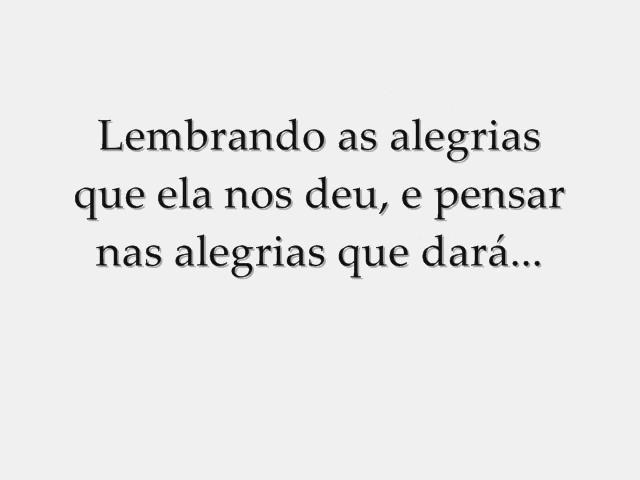 Lembrando as alegrias
que ela nos deu, e pensar
nas alegrias que dará...